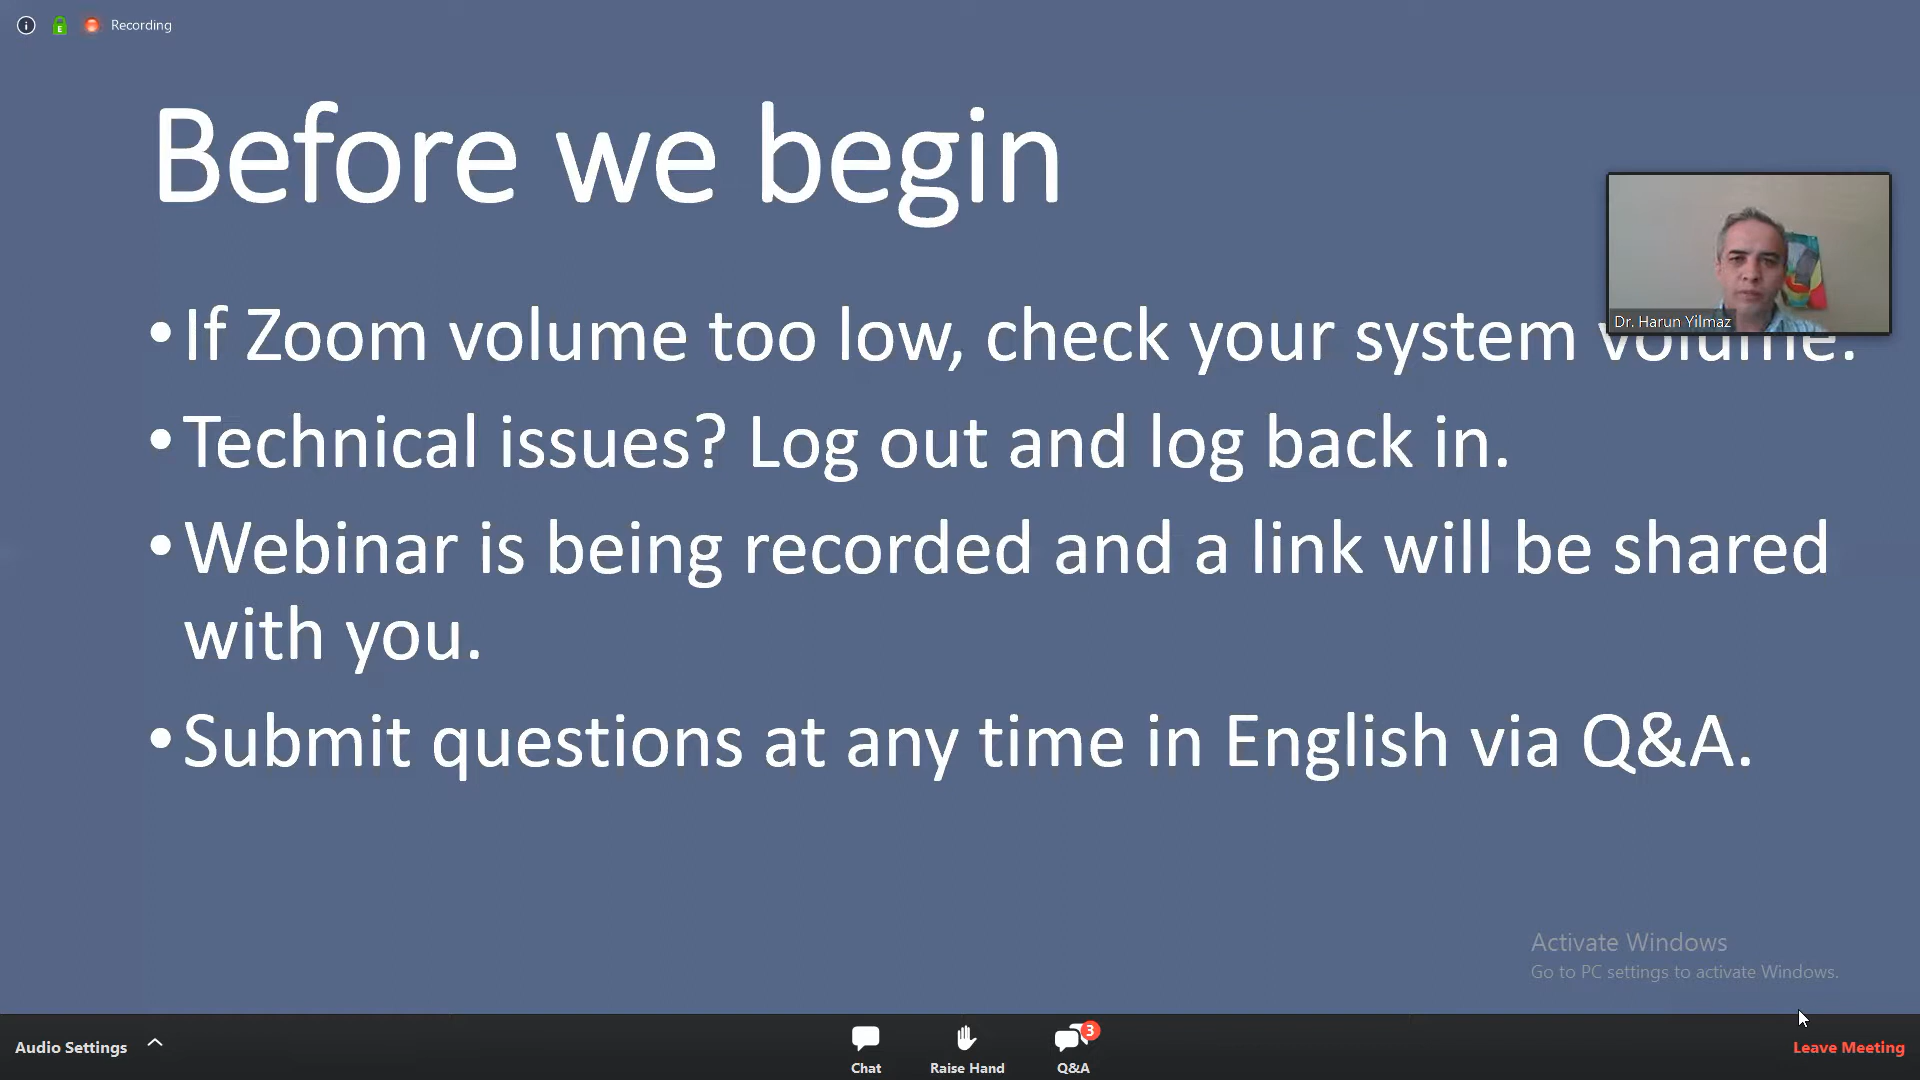 Recording
Before we begin
•If Zoom volume too low, check your system volume.
Dr. Harun Yilmaz
•Technical issues? Log out and log back in.
•Webinar is being recorded and a link will be shared
with you.
•Submit questions at any time in English via Q&A.
Activate Windows
Go to PC settings to activate Windows.
Audio Settings
Chat
Raise Hand
3
Q&A
Leave Meeting